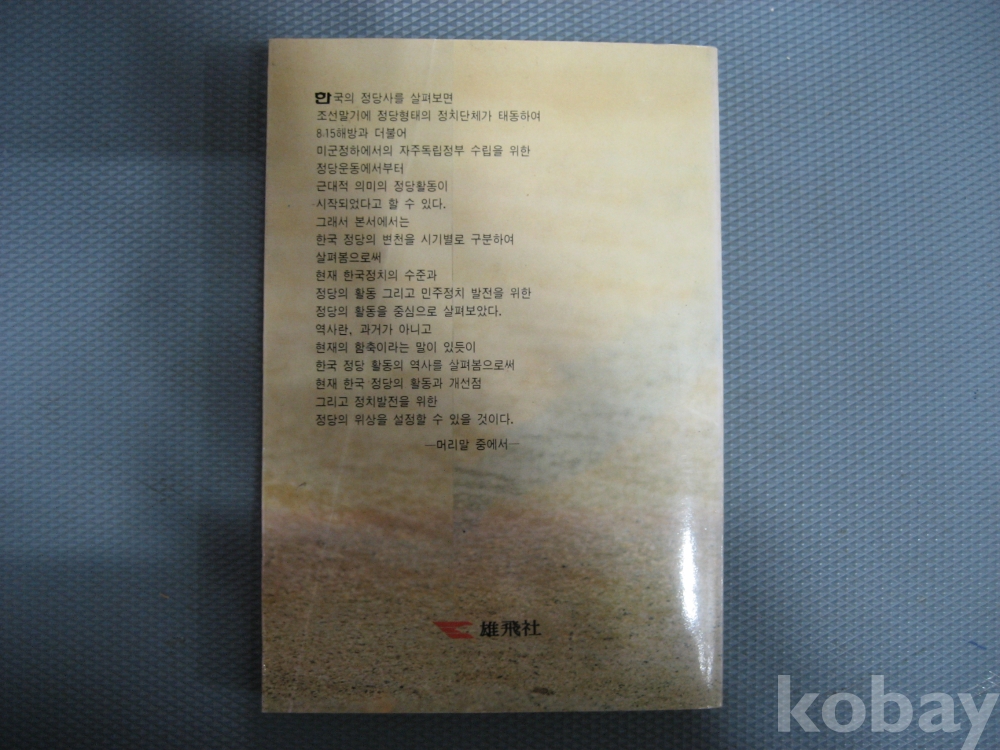 한국의 정당사를 살펴보면
조선말기에 정당형태의 정치단체가 태동하여
8.15해방과 더불어
미군정하에서의 자주독립정부 수립을 위한
정당운동에서부터
근대적 의미의 정당활동이
시작되었다고 할 수 있다.
그래서 본서에서는
한국 정당의 변천을 시기별로 구분하여
살펴봄으로써
현재 한국정치의 수준과
정당의 활동 그리고 민주정치 발전을 위한
정당의 활동을 중심으로 살펴보았다.
역사란, 과거가 아니고
현재의 함축이라는 말이 있듯이
한국 정당 활동의 역사를 살펴봄으로써
현재 한국 정당의 활동과 개선점
그리고 정치발전을 위한
정당의 위상을 설정할 수 있을 것이다.
—머리말 중에서—
雄飛社
kobay